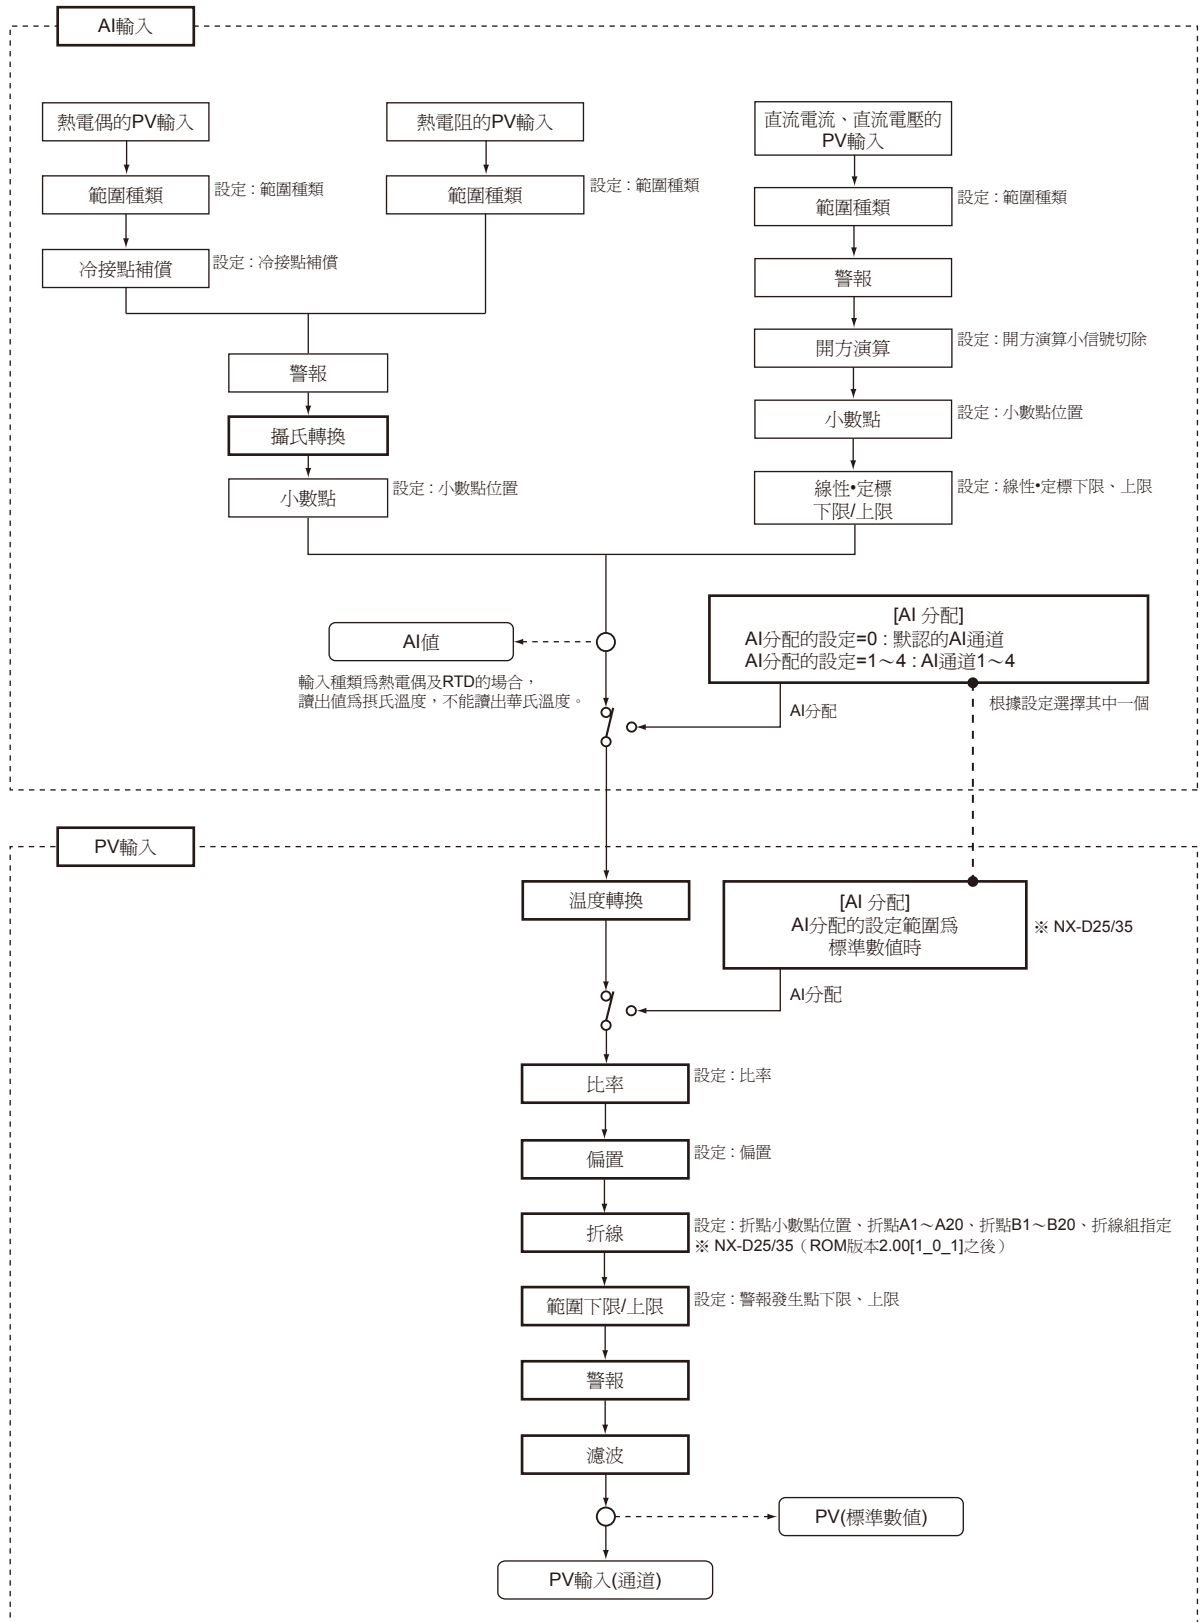 AI輸入
熱電偶的PV輸入
熱電阻的PV輸入
直流電流、直流電壓的
PV輸入
範圍種類
設定 : 範圍種類
範圍種類
設定 : 範圍種類
範圍種類
設定 : 範圍種類
冷接點補償
設定 : 冷接點補償
警報
開方演算
設定 : 開方演算小信號切除
警報
攝氏轉換
小數點
設定 : 小數點位置
小數點
設定 : 小數點位置
線性•定標
下限/上限
設定 : 線性•定標下限、上限
AI值
輸入種類爲熱電偶及RTD的場合，
讀出值爲摂氏溫度，不能讀出華氏溫度。
[AI 分配]
AI分配的設定=0 : 默認的AI通道
AI分配的設定=1～4 : AI通道1～4
AI分配
根據設定選擇其中一個
PV輸入
温度轉換
[AI 分配]
AI分配的設定範圍爲
標準數值時
※ NX-D25/35
AI分配
比率
設定 : 比率
偏置
設定 : 偏置
折線
設定 : 折點小數點位置、折點A1～A20、折點B1～B20、折線組指定
※ NX-D25/35（ROM版本2.00[1_0_1]之後）
範圍下限/上限
設定 : 警報發生點下限、上限
警報
濾波
PV(標準數值)
PV輸入(通道)